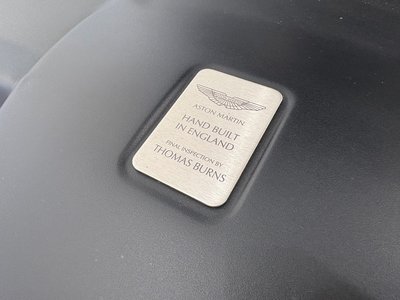 ASTON MARTIN
HAND BUILT
IN ENGLAND
FINAL INSPECTION BY
THOMAS BURNS